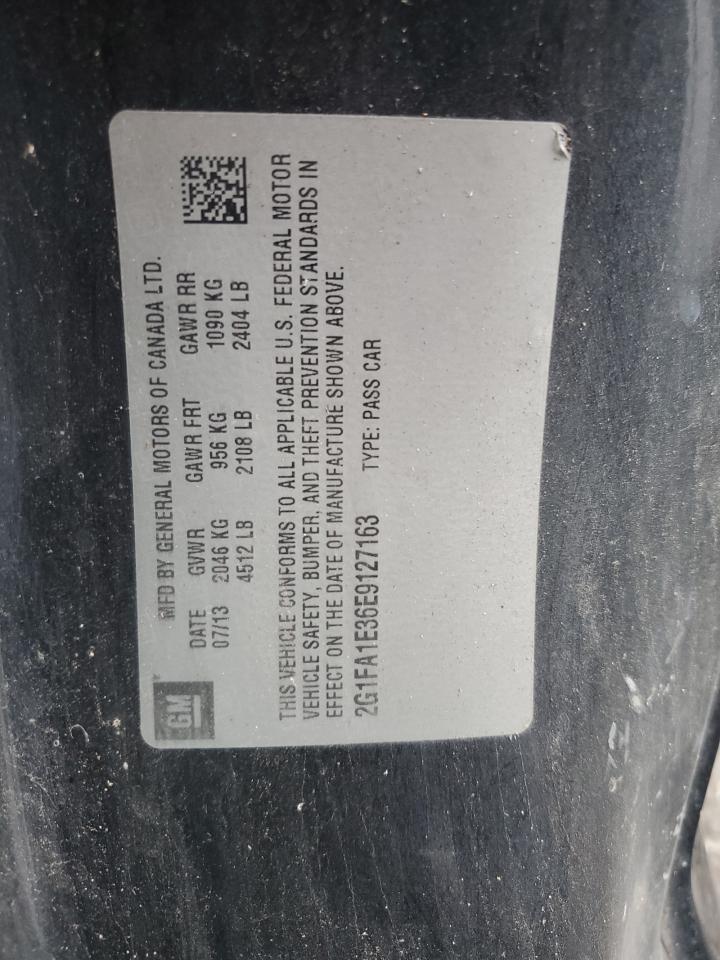 GM
MFD BY GENERAL MOTORS OF CANADA LTD.
DATE GVWR GAWR FRT GAWR RR
07/13 2046 KG 956 KG 1090 KG
4512 LB 2108 LB 2404 LB
THIS VEHICLE CONFORMS TO ALL APPLICABLE U.S. FEDERAL MOTOR
VEHICLE SAFETY, BUMPER, AND THEFT PREVENTION STANDARDS IN
EFFECT ON THE DATE OF MANUFACTURE SHOWN ABOVE.
2G1FA1E36E9127163 TYPE: PASS CAR